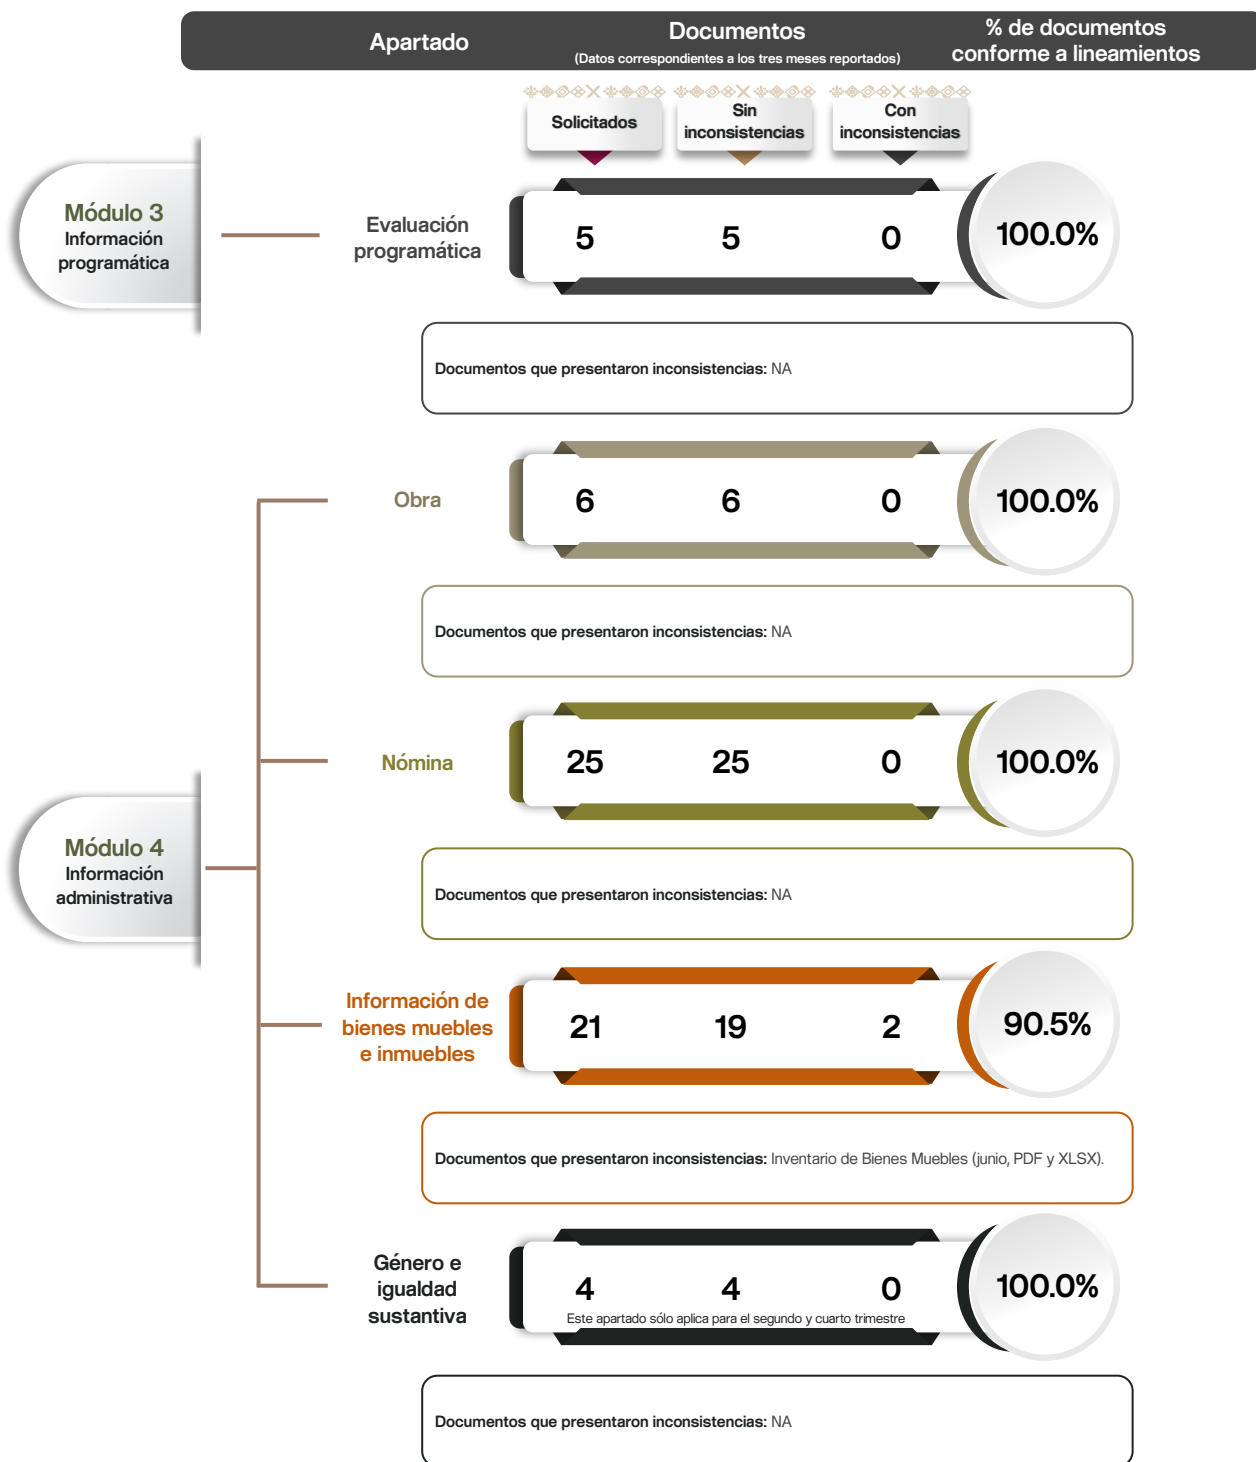 Apartado
Documentos
(Datos correspondientes a los tres meses reportados)
% de documentos
conforme a lineamientos
Solicitados
Sin
inconsistencias
Con
inconsistencias
Módulo 3
Información
programática
Evaluación
programática
5 5 0 100.0%
Documentos que presentaron inconsistencias: NA
Módulo 4
Información
administrativa
Obra
6 6 0 100.0%
Documentos que presentaron inconsistencias: NA
Nómina
25 25 0 100.0%
Documentos que presentaron inconsistencias: NA
Información de
bienes muebles
e inmuebles
21 19 2 90.5%
Documentos que presentaron inconsistencias: Inventario de Bienes Muebles (junio, PDF y XLSX).
Género e
igualdad
sustantiva
4 4 0 100.0%
Este apartado sólo aplica para el segundo y cuarto trimestre
Documentos que presentaron inconsistencias: NA